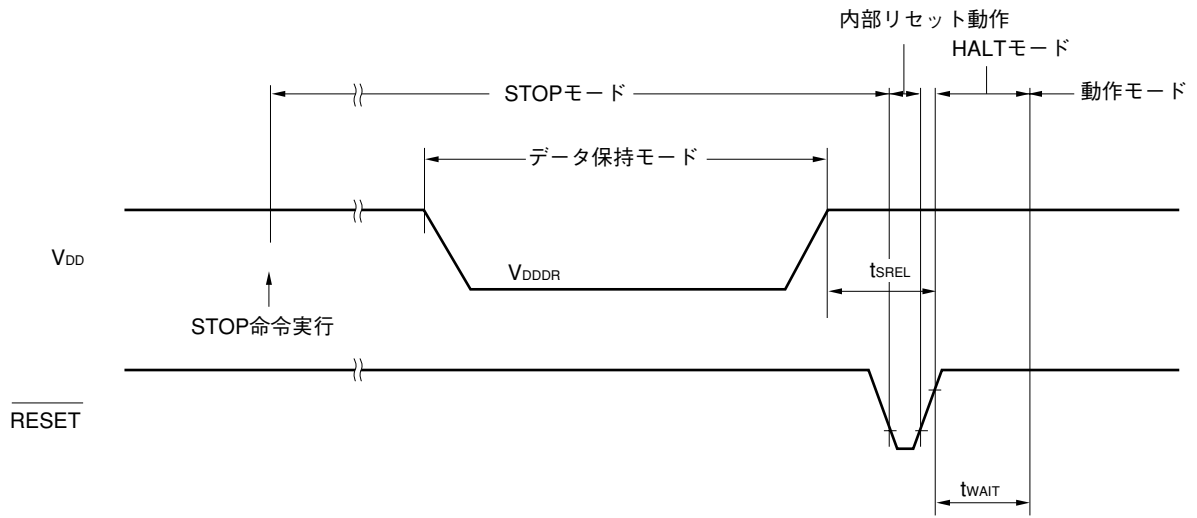 内部リセット動作
HALTモード
STOPモード
動作モード
データ保持モード
VDD
VDDDR
tSREL
STOP命令実行
RESET
tWAIT